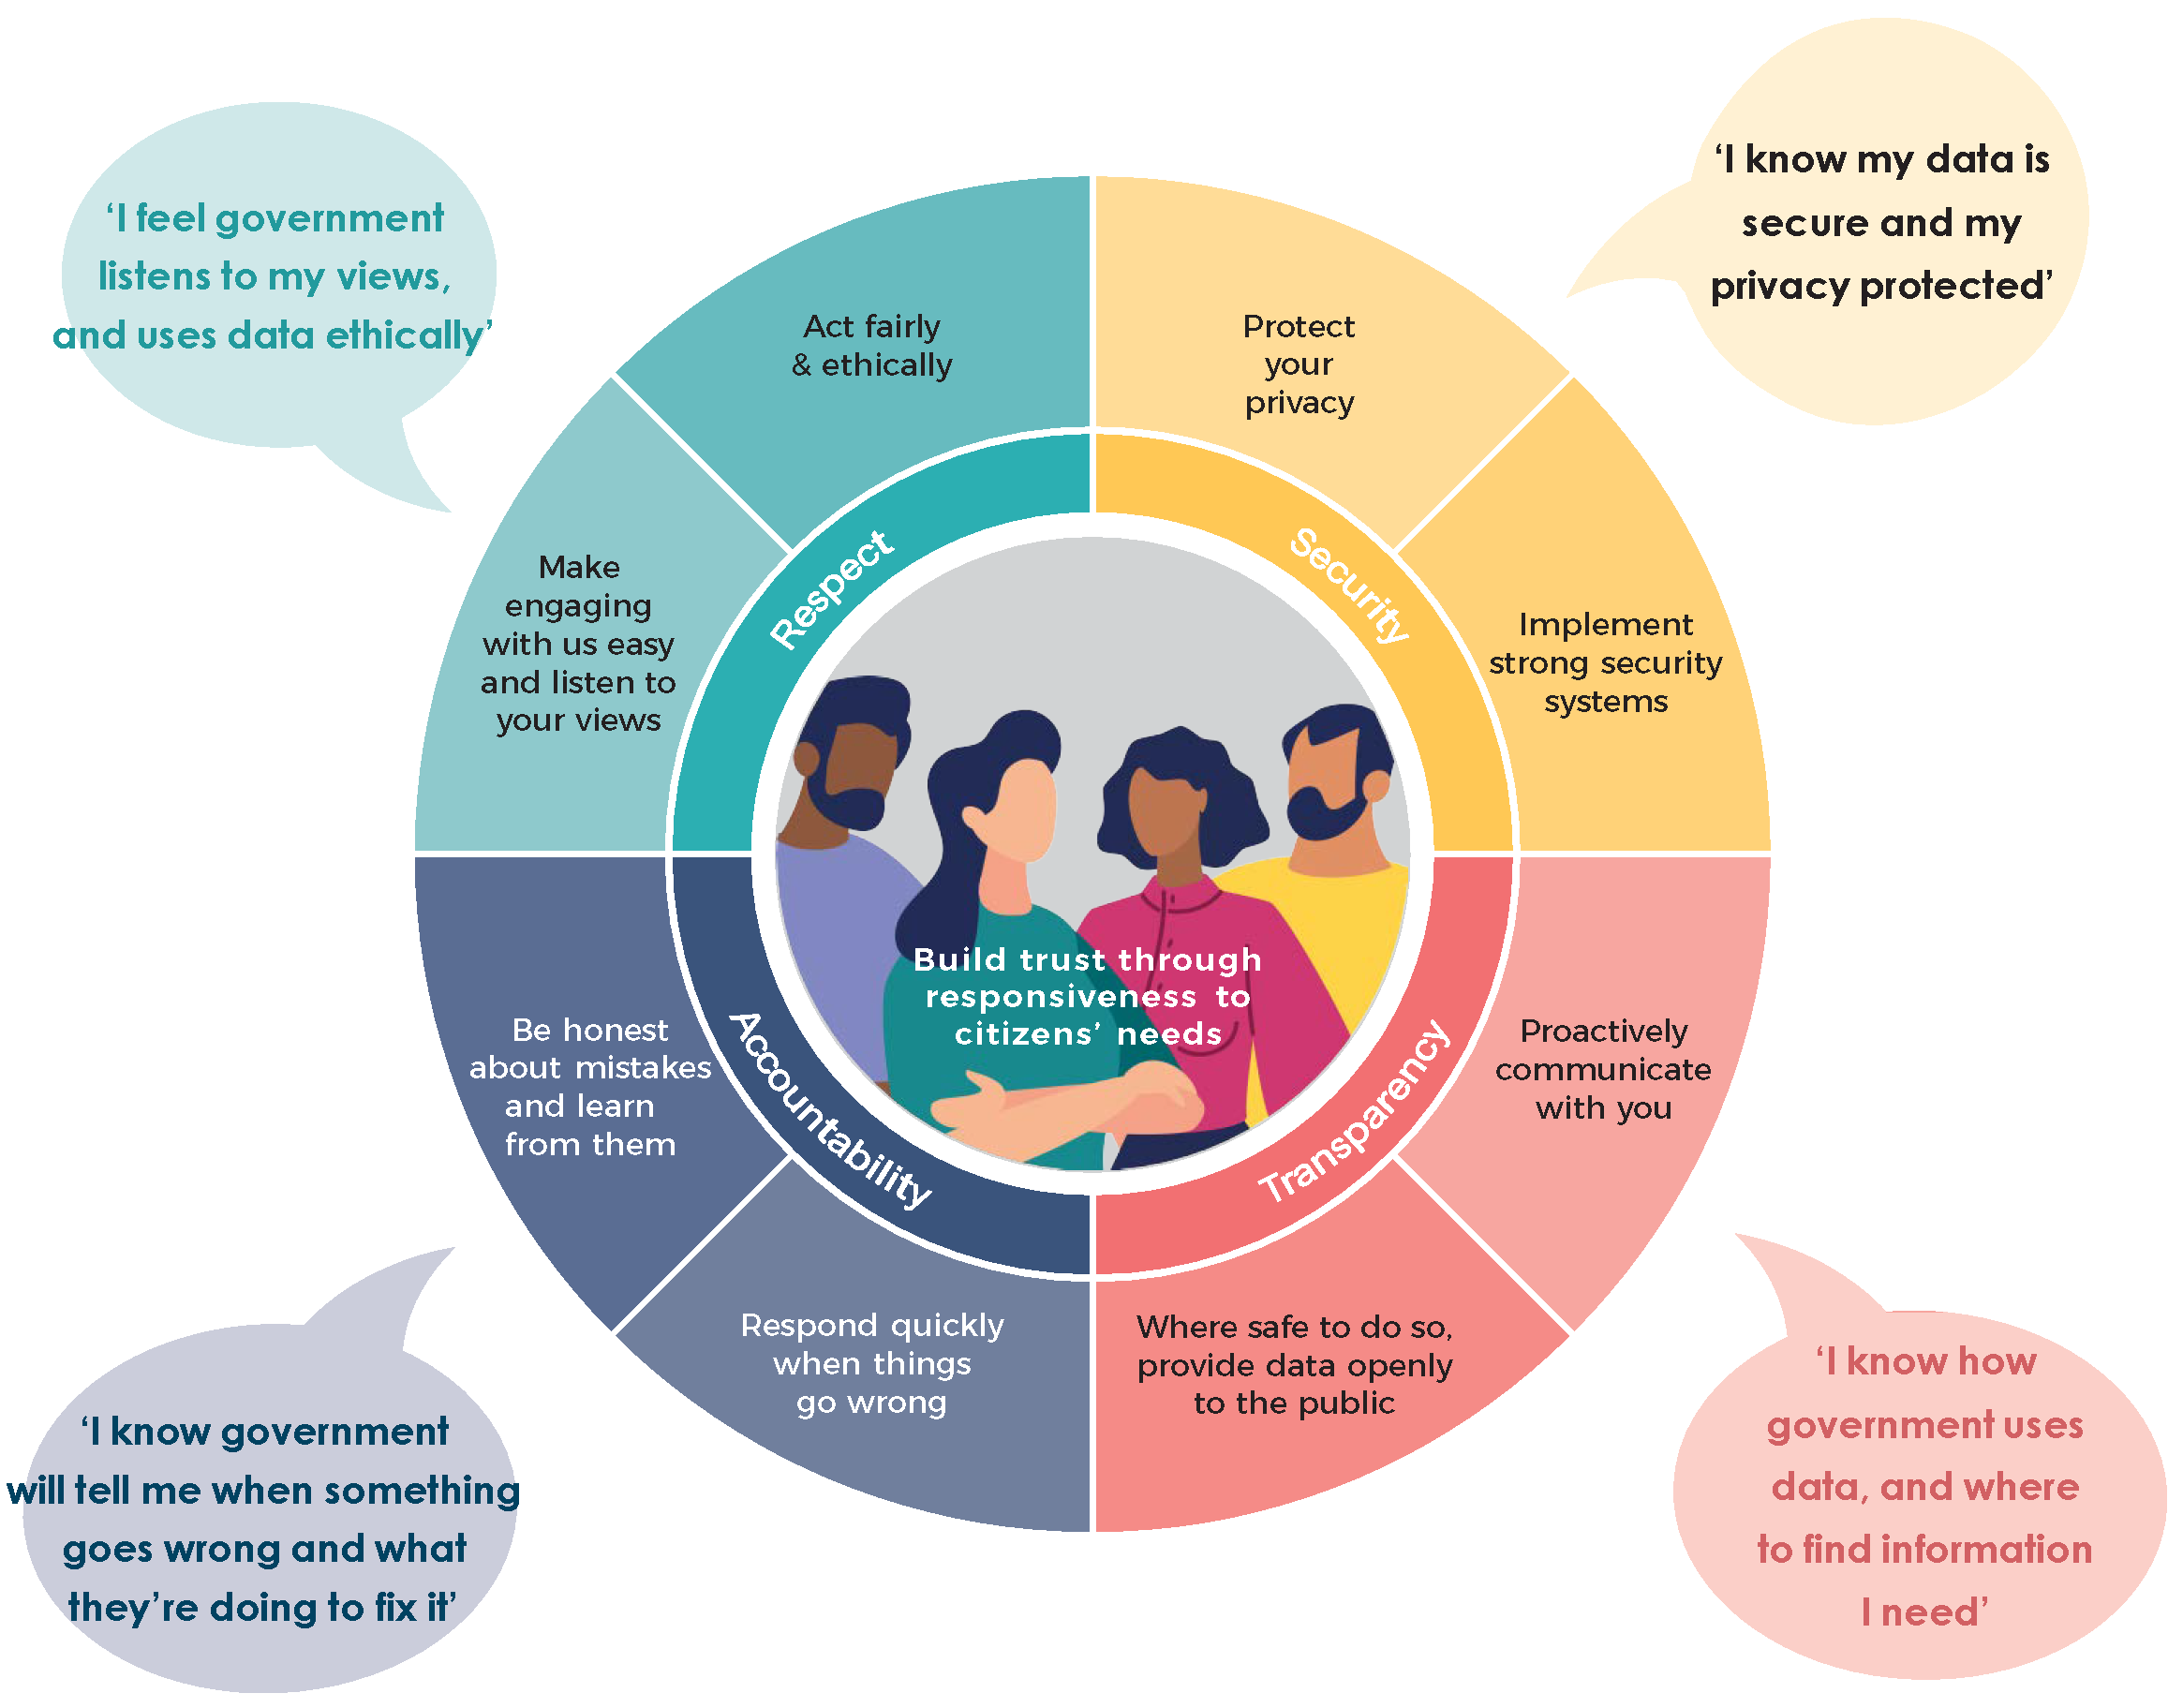 ‘I feel government
listens to my views,
and uses data ethically’
‘I know my data is
secure and my
privacy protected’
Act fairly
& ethically
Protect
your
privacy
Make
engaging
with us easy
and listen to
your views
Respect
Security
Implement
strong security
systems
Build trust through
responsiveness to
citizens’ needs
Be honest
about mistakes
and learn
from them
Accountability
Transparency
Proactively
communicate
with you
Respond quickly
when things
go wrong
Where safe to do so,
provide data openly
to the public
‘I know government
will tell me when something
goes wrong and what
they’re doing to fix it’
‘I know how
government uses
data, and where
to find information
I need’